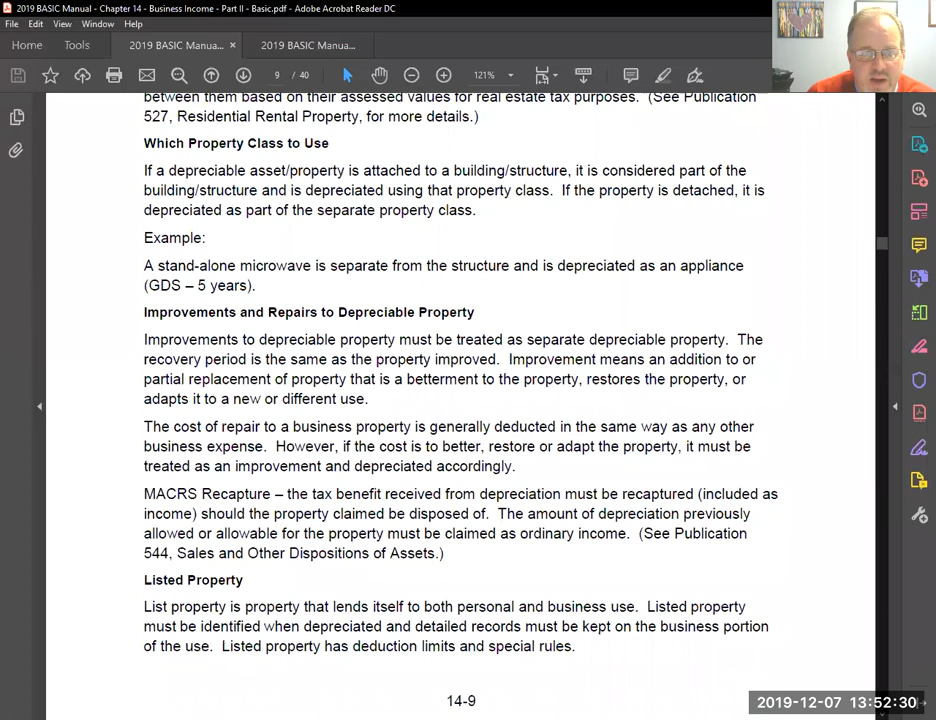 2019 BASIC Manual - Chapter 14 - Business Income - Part II - Basic.pdf - Adobe Acrobat Reader DC
File Edit View Window Help
Home Tools 2019 BASIC Manua... × 2019 BASIC Manua...
9 / 40 121%
between them based on their assessed values for real estate tax purposes. (See Publication
527, Residential Rental Property, for more details.)
Which Property Class to Use
If a depreciable asset/property is attached to a building/structure, it is considered part of the
building/structure and is depreciated using that property class. If the property is detached, it is
depreciated as part of the separate property class.
Example:
A stand-alone microwave is separate from the structure and is depreciated as an appliance
(GDS – 5 years).
Improvements and Repairs to Depreciable Property
Improvements to depreciable property must be treated as separate depreciable property. The
recovery period is the same as the property improved. Improvement means an addition to or
partial replacement of property that is a betterment to the property, restores the property, or
adapts it to a new or different use.
The cost of repair to a business property is generally deducted in the same way as any other
business expense. However, if the cost is to better, restore or adapt the property, it must be
treated as an improvement and depreciated accordingly.
MACRS Recapture – the tax benefit received from depreciation must be recaptured (included as
income) should the property claimed be disposed of. The amount of depreciation previously
allowed or allowable for the property must be claimed as ordinary income. (See Publication
544, Sales and Other Dispositions of Assets.)
Listed Property
List property is property that lends itself to both personal and business use. Listed property
must be identified when depreciated and detailed records must be kept on the business portion
of the use. Listed property has deduction limits and special rules.
14-9
2019-12-07 13:52:30